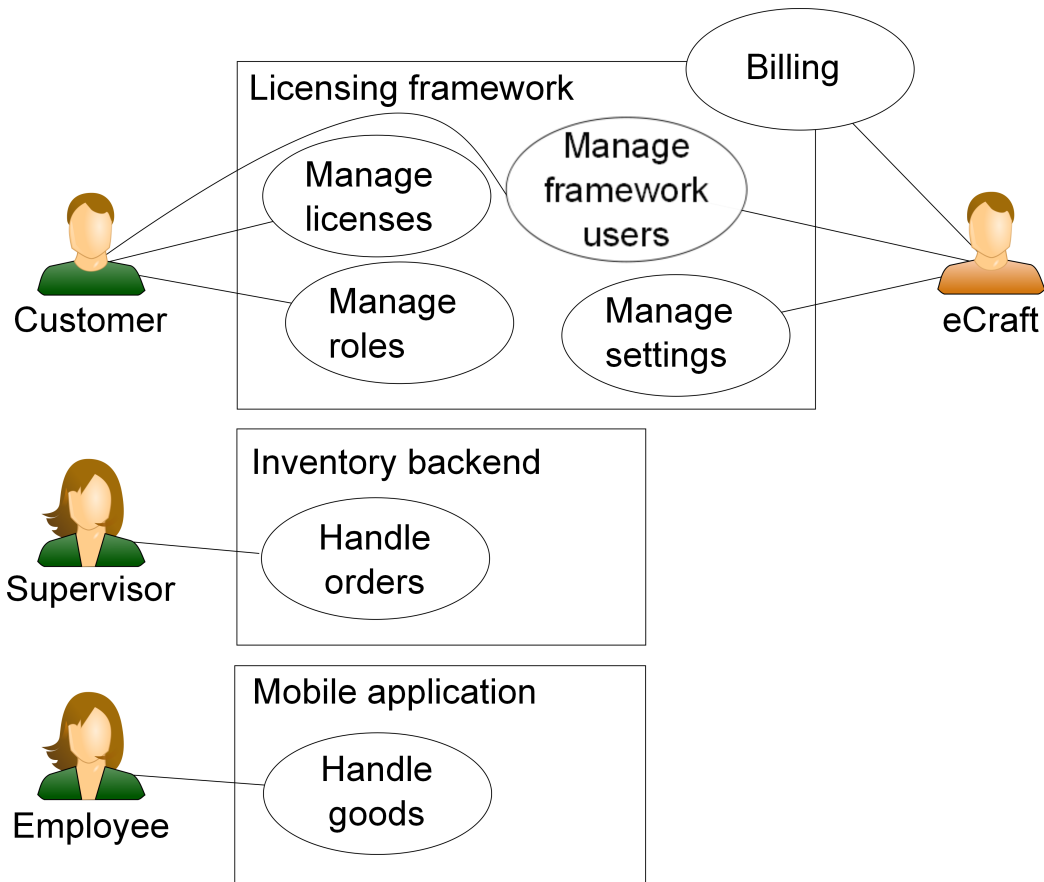 Billing
Licensing framework
Manage
licenses
Manage
framework
users
Manage
roles
Manage
settings
Customer
eCraft
Inventory backend
Handle
orders
Supervisor
Mobile application
Handle
goods
Employee